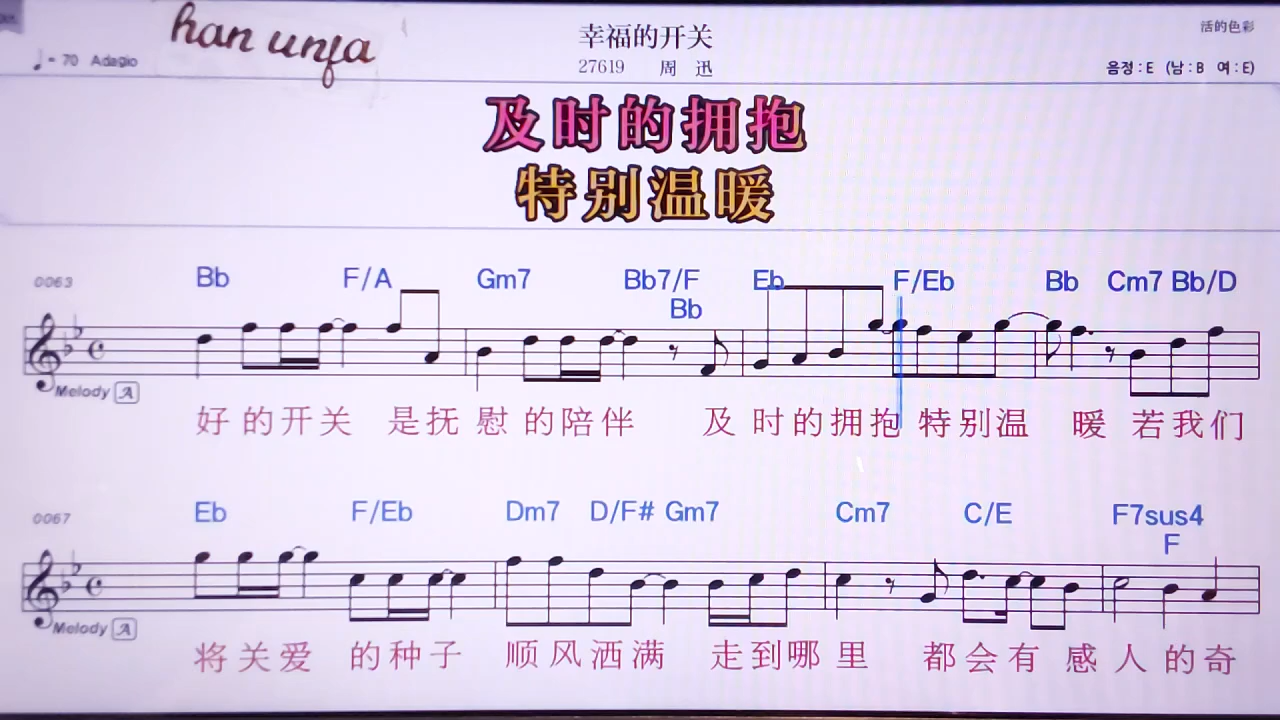 han unfa
幸福的开关
活的色彩
♩= 70 Adagio
27619 周 迅
음정 : E (남 : B 여 : E)
及时的拥抱
特别温暖
0063 Bb F/A Gm7 Bb7/F Eb F/Eb Bb Cm7 Bb/D
Bb
Melody A
好的开关 是抚慰的陪伴 及时的拥抱特别温 暖 若我们
0067 Eb F/Eb Dm7 D/F# Gm7 Cm7 C/E F7sus4
F
Melody A
将关爱 的种子 顺风洒满 走到哪里 都会有感人的奇